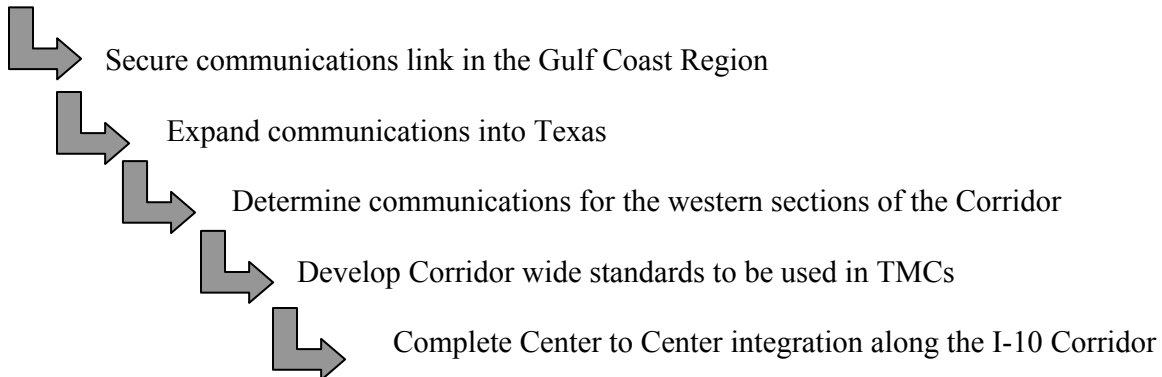 Secure communications link in the Gulf Coast Region
Expand communications into Texas
Determine communications for the western sections of the Corridor
Develop Corridor wide standards to be used in TMCs
Complete Center to Center integration along the I-10 Corridor